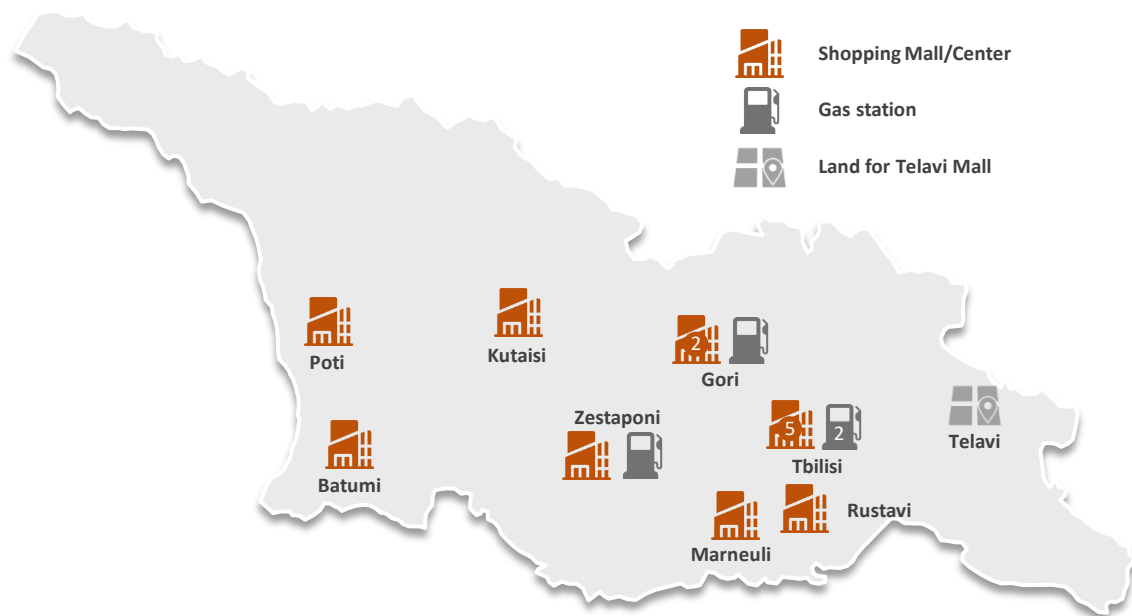 Shopping Mall/Center
Gas station
Land for Telavi Mall
Poti
Kutaisi
2
Gori
Zestaponi
5
2
Tbilisi
Telavi
Batumi
Rustavi
Marneuli